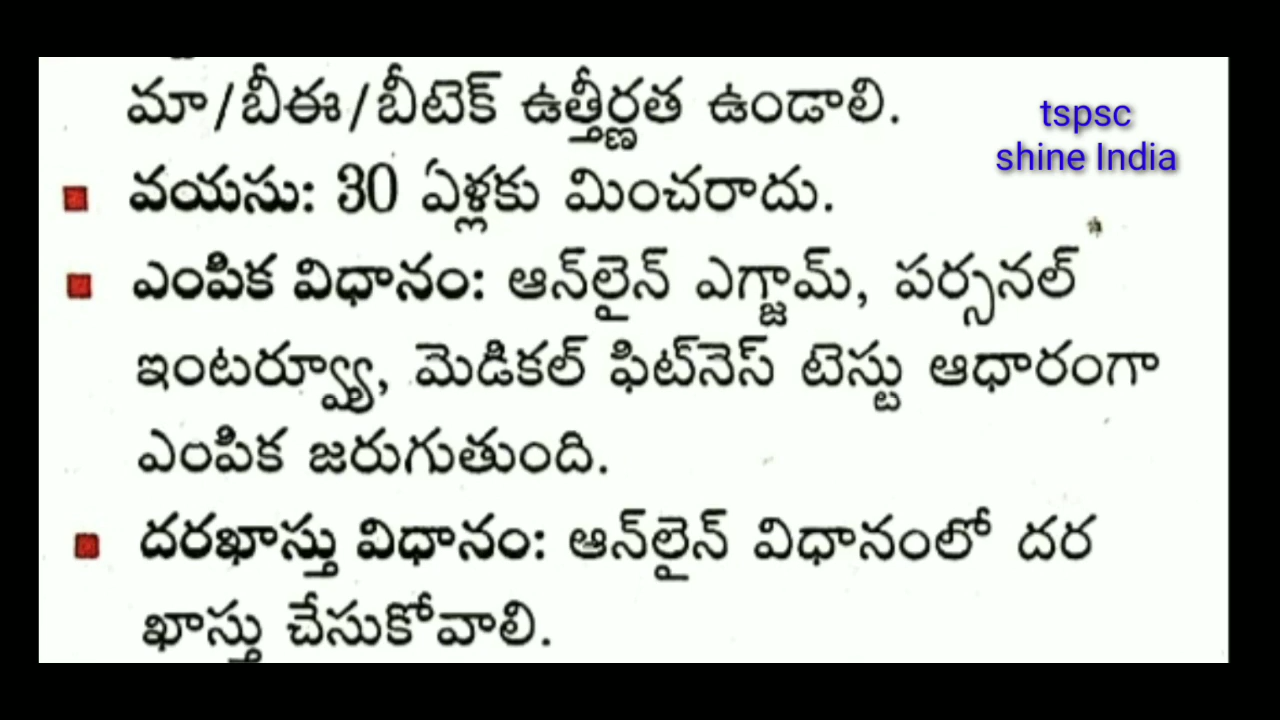 మా/బీఈ/బీటెక్ ఉత్తీర్ణత ఉండాలి.
tspsc
shine India
వయసు: 30 ఏళ్లకు మించరాదు.
ఎంపిక విధానం: ఆన్‌లైన్ ఎగ్జామ్, పర్సనల్
ఇంటర్వ్యూ, మెడికల్ ఫిట్‌నెస్ టెస్టు ఆధారంగా
ఎంపిక జరుగుతుంది.
దరఖాస్తు విధానం: ఆన్‌లైన్ విధానంలో దర
ఖాస్తు చేసుకోవాలి.